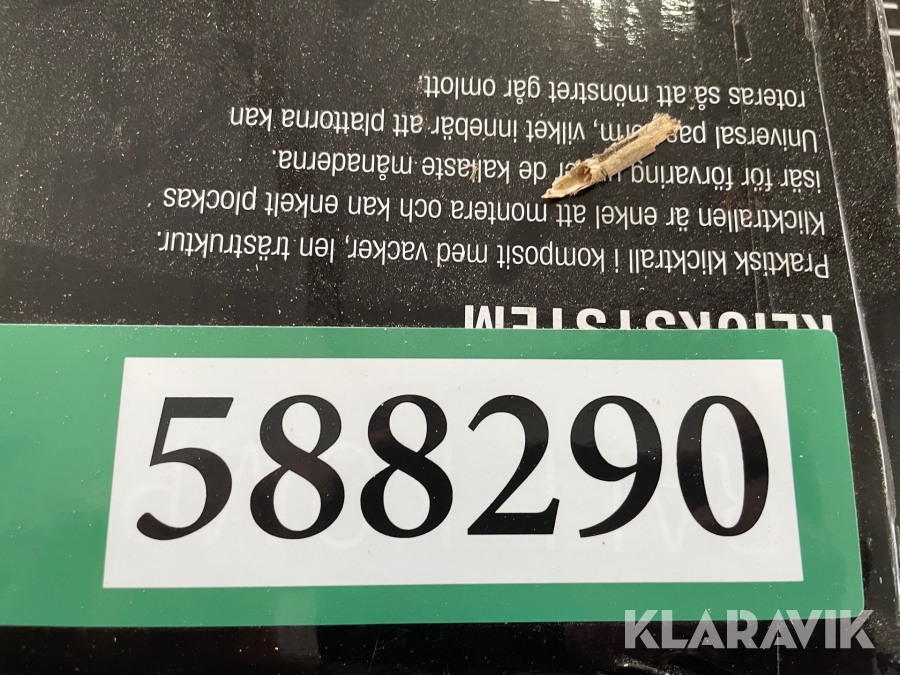 KLICKSYSTEM
Praktisk klicktrall i komposit med vacker, len trästruktur.
Klicktrallen är enkel att montera och kan enkelt plockas
isär för förvaring de kalaste månaderna.
Universal vilket innebär att plattorna kan
roteras så att mönstret går omlott.
588290
KLARAVIK